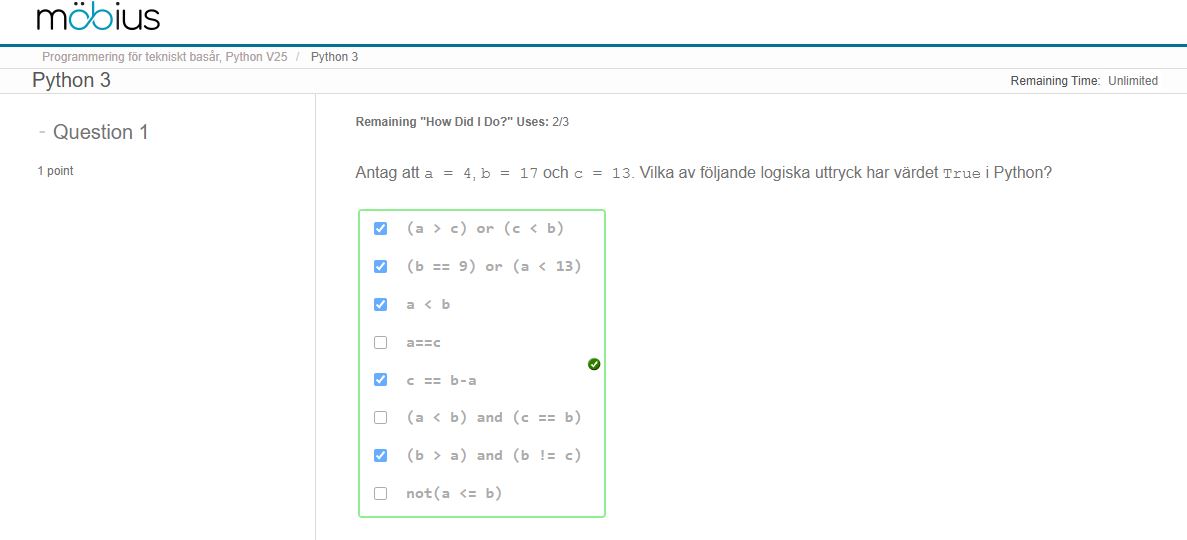 möbius
Programmering för tekniskt basår, Python V25 / Python 3
Python 3
Remaining Time: Unlimited
- Question 1
1 point
Remaining "How Did I Do?" Uses: 2/3
Antag att a = 4, b = 17 och c = 13. Vilka av följande logiska uttryck har värdet True i Python?
(a > c) or (c < b)
(b == 9) or (a < 13)
a < b
a==c
c == b-a
(a < b) and (c == b)
(b > a) and (b != c)
not(a <= b)